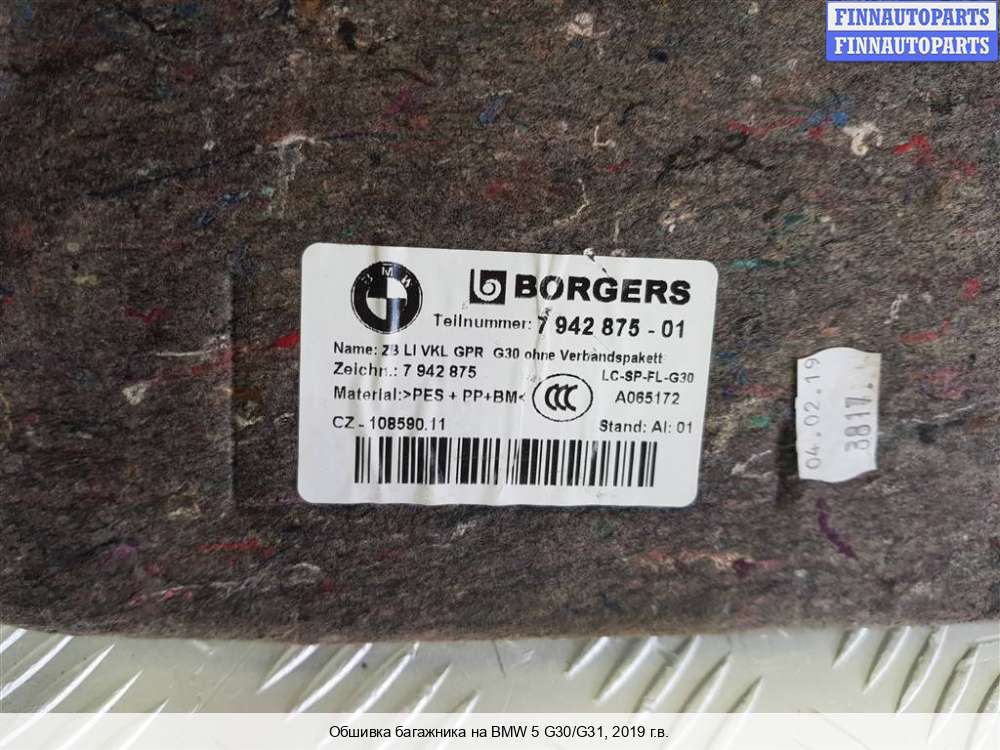 FINNAUTOPARTS
FINNAUTOPARTS
BMW
BORGERS
Teilnummer: 7 942 875 - 01
Name: ZB LI VKL GPR G30 ohne Verbandspakett
Zeichn.: 7 942 875
LC-SP-FL-G30
Material:>PES + PP+BM<
CCC
A065172
CZ - 108590.11
Stand: AI: 01
04.02.19
3817.
Обшивка багажника на BMW 5 G30/G31, 2019 г.в.